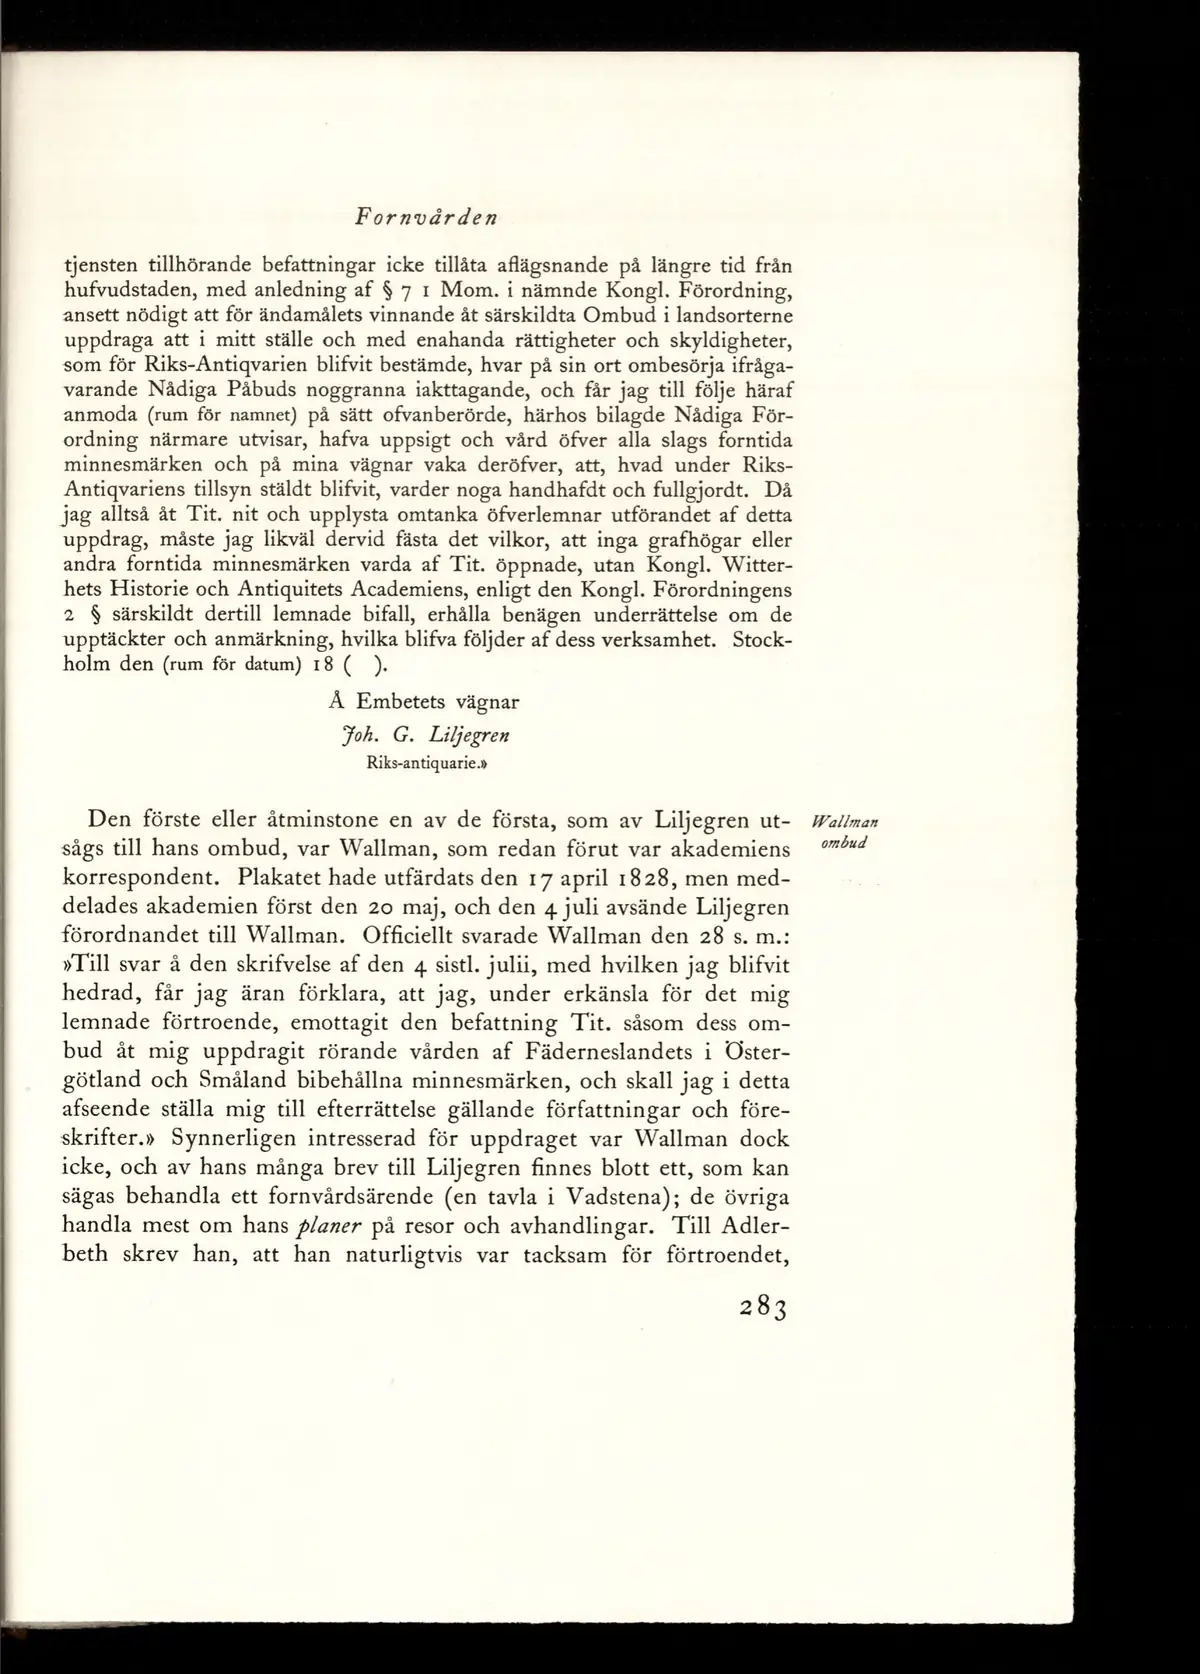 Fornvården
tjensten tillhörande befattningar icke tillåta aflägsnande på längre tid från
hufvudstaden, med anledning af § 7 1 Mom. i nämnde Kongl. Förordning,
ansett nödigt att för ändamålets vinnande åt särskildta Ombud i landsorterne
uppdraga att i mitt ställe och med enahanda rättigheter och skyldigheter,
som för Riks-Antiqvarien blifvit bestämde, hvar på sin ort ombesörja ifråga-
varande Nådiga Påbuds noggranna iakttagande, och får jag till följe häraf
anmoda (rum för namnet) på sätt ofvanberörde, härhos bilagde Nådiga För-
ordning närmare utvisar, hafva uppsigt och vård öfver alla slags forntida
minnesmärken och på mina vägnar vaka deröfver, att, hvad under Riks-
Antiqvariens tillsyn stäldt blifvit, varder noga handhafdt och fullgjordt. Då
jag alltså åt Tit. nit och upplysta omtanka öfverlemnar utförandet af detta
uppdrag, måste jag likväl dervid fästa det vilkor, att inga grafhögar eller
andra forntida minnesmärken varda af Tit. öppnade, utan Kongl. Witter-
hets Historie och Antiquitets Academiens, enligt den Kongl. Förordningens
2 § särskildt dertill lemnade bifall, erhålla benägen underrättelse om de
upptäckter och anmärkning, hvilka blifva följder af dess verksamhet. Stock-
holm den (rum för datum) 18 ( ).
Å Embetets vägnar
Joh. G. Liljegren
Riks-antiquarie.»
Den förste eller åtminstone en av de första, som av Liljegren ut-
sågs till hans ombud, var Wallman, som redan förut var akademiens
korrespondent. Plakatet hade utfärdats den 17 april 1828, men med-
delades akademien först den 20 maj, och den 4 juli avsände Liljegren
förordnandet till Wallman. Officiellt svarade Wallman den 28 s. m.:
»Till svar å den skrifvelse af den 4 sistl. julii, med hvilken jag blifvit
hedrad, får jag äran förklara, att jag, under erkänsla för det mig
lemnade förtroende, emottagit den befattning Tit. såsom dess om-
bud åt mig uppdragit rörande vården af Fäderneslandets i Öster-
götland och Småland bibehållna minnesmärken, och skall jag i detta
afseende ställa mig till efterrättelse gällande författningar och före-
skrifter.» Synnerligen intresserad för uppdraget var Wallman dock
icke, och av hans många brev till Liljegren finnes blott ett, som kan
sägas behandla ett fornvårdsärende (en tavla i Vadstena); de övriga
handla mest om hans planer på resor och avhandlingar. Till Adler-
beth skrev han, att han naturligtvis var tacksam för förtroendet,
Wallman
ombud
283